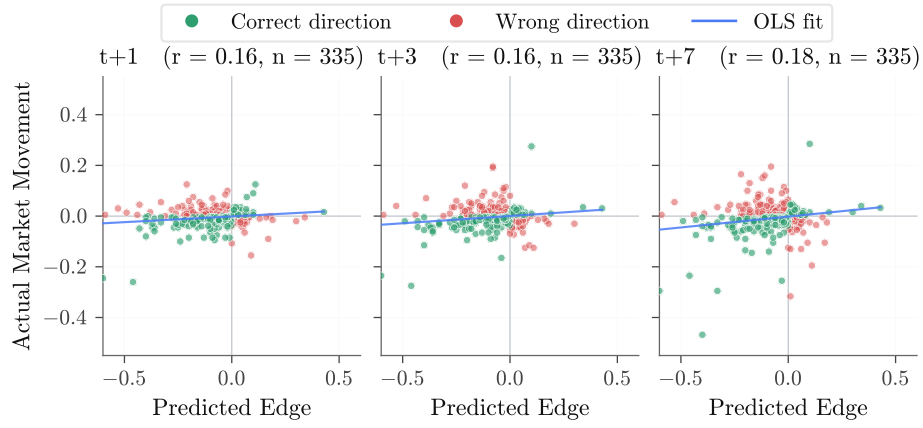 Correct direction Wrong direction OLS fit
t+1 (r = 0.16, n = 335) t+3 (r = 0.16, n = 335) t+7 (r = 0.18, n = 335)
Actual Market Movement
0.4
0.2
0.0
−0.2
−0.4
−0.5 0.0 0.5 −0.5 0.0 0.5 −0.5 0.0 0.5
Predicted Edge Predicted Edge Predicted Edge